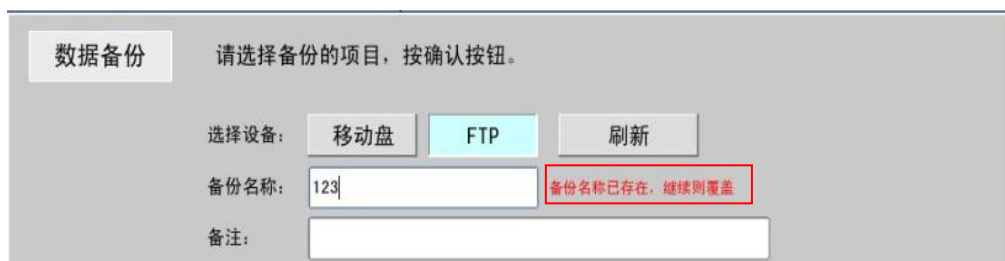 数据备份 请选择备份的项目，按确认按钮。
选择设备： 移动盘 FTP 刷新
备份名称： 123 备份名称已存在，继续则覆盖
备注：